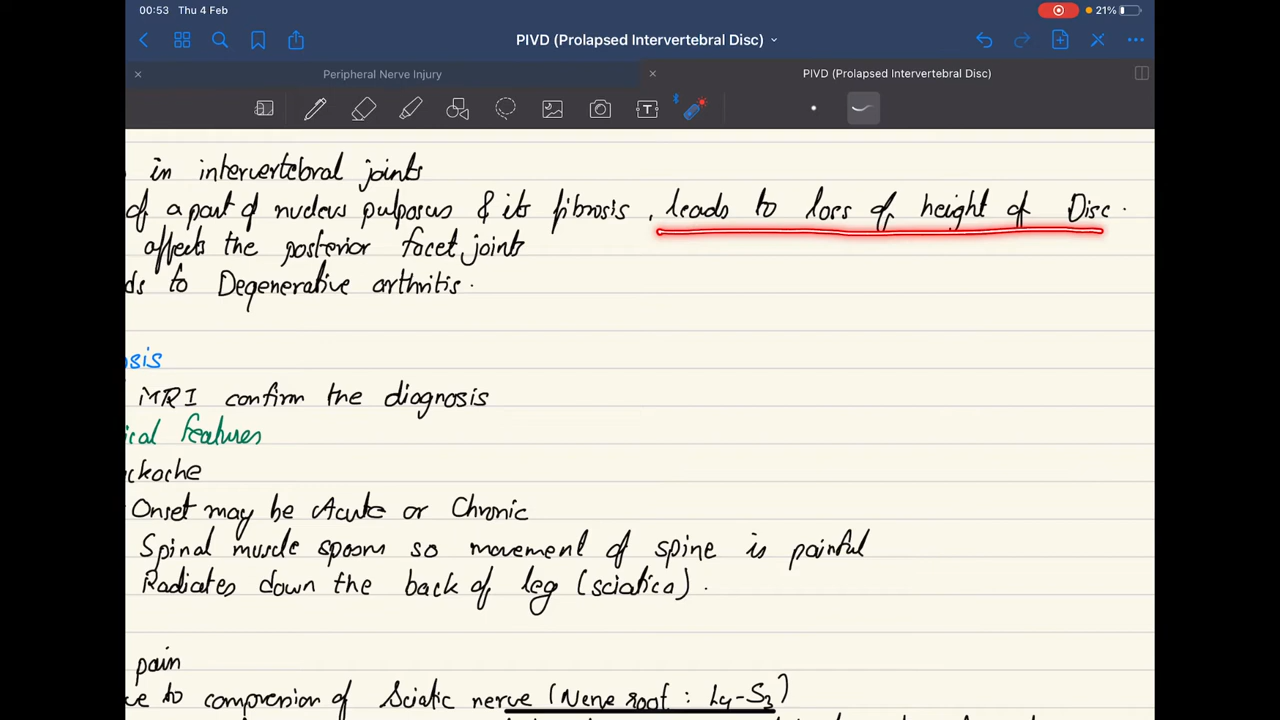 00:53 Thu 4 Feb
21%
PIVD (Prolapsed Intervertebral Disc)
Peripheral Nerve Injury
PIVD (Prolapsed Intervertebral Disc)
T
in intervertebral joints
of a part of nucleus pulposus & its fibrosis, leads to loss of height of Disc.
affects the posterior facet joints
ds to Degenerative arthritis.
osis
MRI confirm the diagnosis
ical features
ckache
Onset may be Acute or Chronic
Spinal muscle spasm so movement of spine is painful
Radiates down the back of leg (sciatica).
pain
ue to compression of Sciatic nerve (Nerve root : L4-S3)